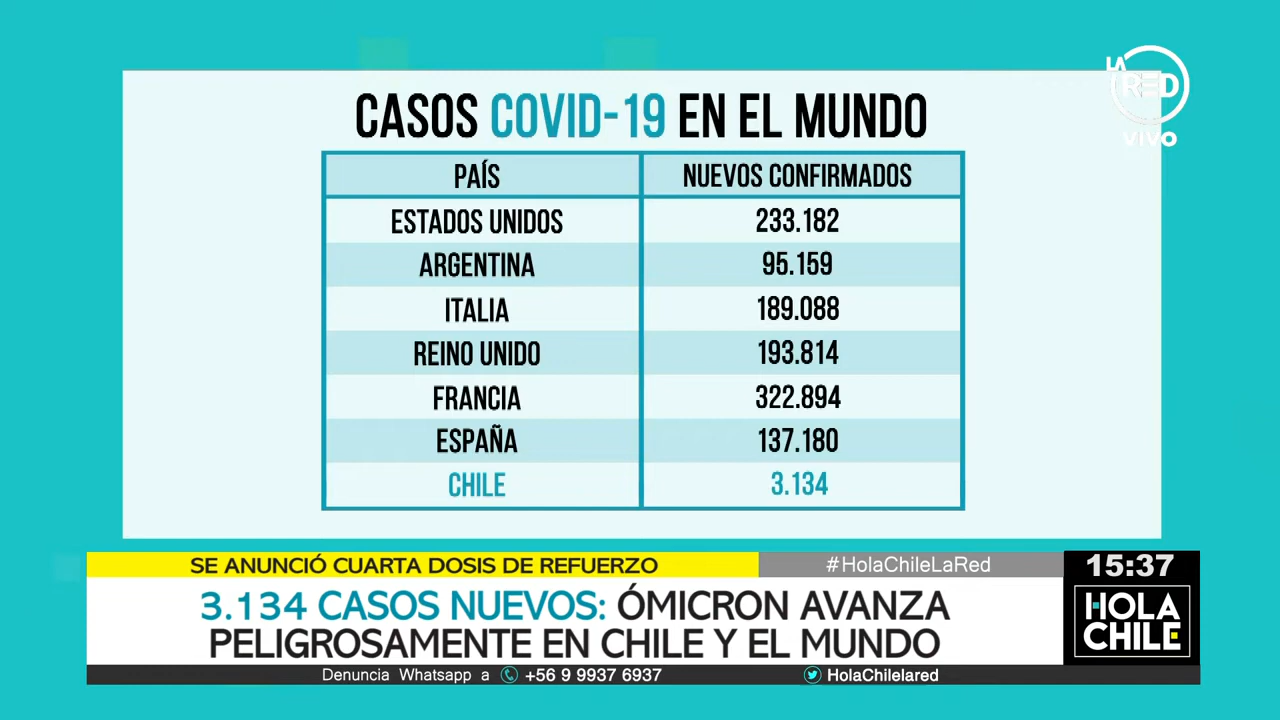 LA RED
VIVO
CASOS COVID-19 EN EL MUNDO
PAÍS NUEVOS CONFIRMADOS
ESTADOS UNIDOS 233.182
ARGENTINA 95.159
ITALIA 189.088
REINO UNIDO 193.814
FRANCIA 322.894
ESPAÑA 137.180
CHILE 3.134
SE ANUNCIÓ CUARTA DOSIS DE REFUERZO #HolaChileLaRed 15:37
3.134 CASOS NUEVOS: ÓMICRON AVANZA
PELIGROSAMENTE EN CHILE Y EL MUNDO
HOLA
CHILE
Denuncia Whatsapp a +56 9 9937 6937 HolaChilelared